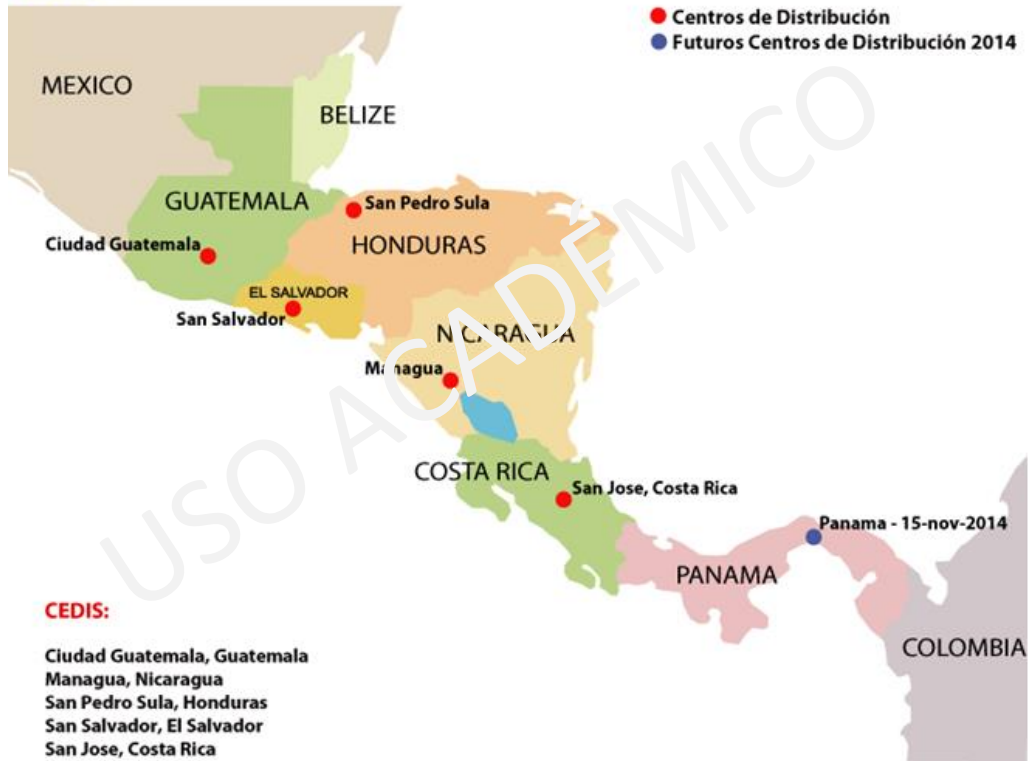 Centros de Distribución
Futuros Centros de Distribución 2014
MEXICO
BELIZE
GUATEMALA
San Pedro Sula
Ciudad Guatemala
HONDURAS
EL SALVADOR
San Salvador
NICARAGUA
Managua
COSTA RICA
San Jose, Costa Rica
Panama - 15-nov-2014
PANAMA
COLOMBIA
USO ACADÉMICO
CEDIS:
Ciudad Guatemala, Guatemala
Managua, Nicaragua
San Pedro Sula, Honduras
San Salvador, El Salvador
San Jose, Costa Rica